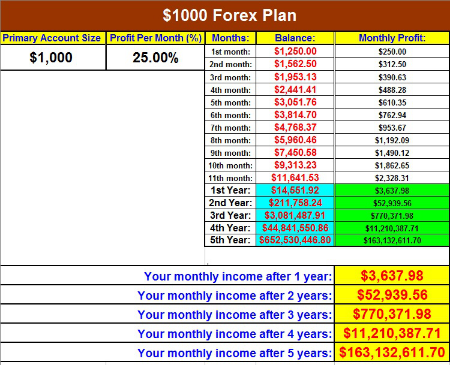 $1000 Forex Plan
Primary Account Size Profit Per Month (%) Months: Balance: Monthly Profit:
$1,000 25.00% 1st month: $1,250.00 $250.00
2nd month: $1,562.50 $312.50
3rd month: $1,953.13 $390.63
4th month: $2,441.41 $488.28
5th month: $3,051.76 $610.35
6th month: $3,814.70 $762.94
7th month: $4,768.37 $953.67
8th month: $5,960.46 $1,192.09
9th month: $7,450.58 $1,490.12
10th month: $9,313.23 $1,862.65
11th month: $11,641.53 $2,328.31
1st Year: $14,551.92 $3,637.98
2nd Year: $211,758.24 $52,939.56
3rd Year: $3,081,487.91 $770,371.98
4th Year: $44,841,550.86 $11,210,387.71
5th Year: $652,530,446.80 $163,132,611.70
Your monthly income after 1 year: $3,637.98
Your monthly income after 2 years: $52,939.56
Your monthly income after 3 years: $770,371.98
Your monthly income after 4 years: $11,210,387.71
Your monthly income after 5 years: $163,132,611.70